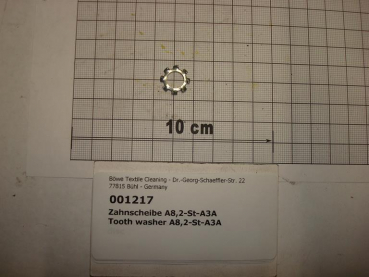 10 cm
Böwe Textile Cleaning - Dr.-Georg-Schaeffler-Str. 22
77815 Bühl - Germany
001217
Zahnscheibe A8,2-St-A3A
Tooth washer A8,2-St-A3A